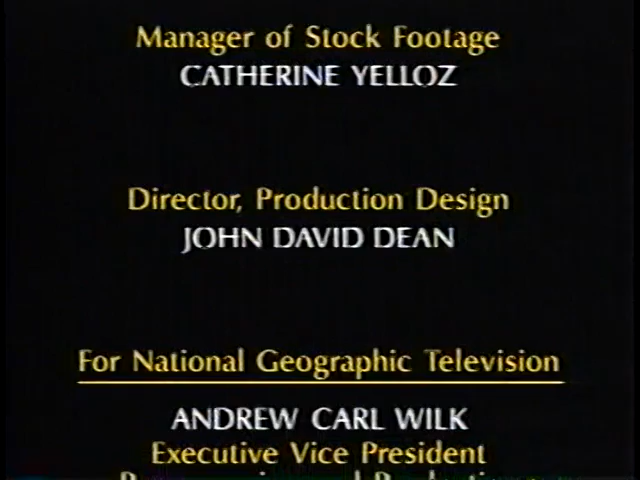 Manager of Stock Footage
CATHERINE YELLOZ
Director, Production Design
JOHN DAVID DEAN
For National Geographic Television
ANDREW CARL WILK
Executive Vice President